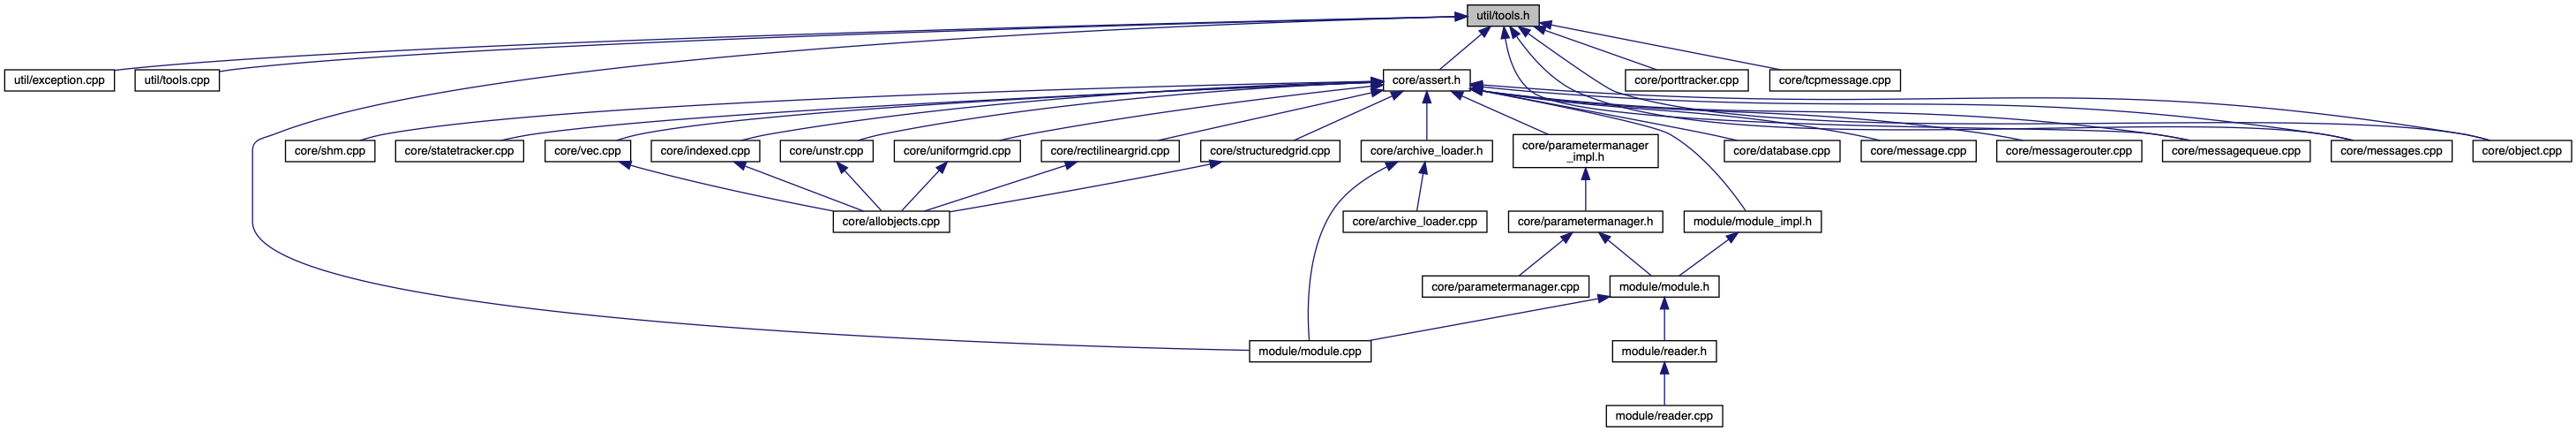 util/tools.h
util/exception.cpp
util/tools.cpp
core/assert.h
core/porttracker.cpp
core/tcpmessage.cpp
core/shm.cpp
core/statetracker.cpp
core/vec.cpp
core/indexed.cpp
core/unstr.cpp
core/uniformgrid.cpp
core/rectilineargrid.cpp
core/structuredgrid.cpp
core/archive_loader.h
core/parametermanager
_impl.h
core/database.cpp
core/message.cpp
core/messagerouter.cpp
core/messagequeue.cpp
core/messages.cpp
core/object.cpp
core/allobjects.cpp
core/archive_loader.cpp
core/parametermanager.h
module/module_impl.h
core/parametermanager.cpp
module/module.h
module/module.cpp
module/reader.h
module/reader.cpp